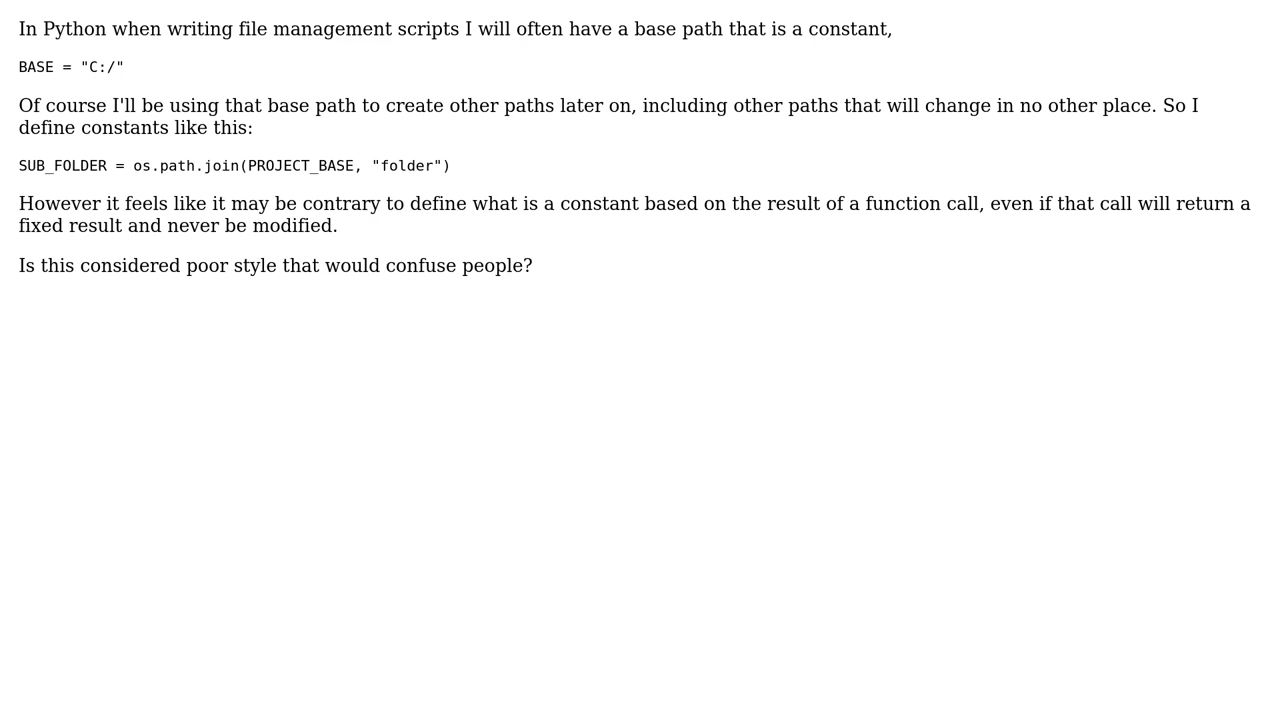 In Python when writing file management scripts I will often have a base path that is a constant,
BASE = "C:/"
Of course I'll be using that base path to create other paths later on, including other paths that will change in no other place. So I
define constants like this:
SUB_FOLDER = os.path.join(PROJECT_BASE, "folder")
However it feels like it may be contrary to define what is a constant based on the result of a function call, even if that call will return a
fixed result and never be modified.
Is this considered poor style that would confuse people?